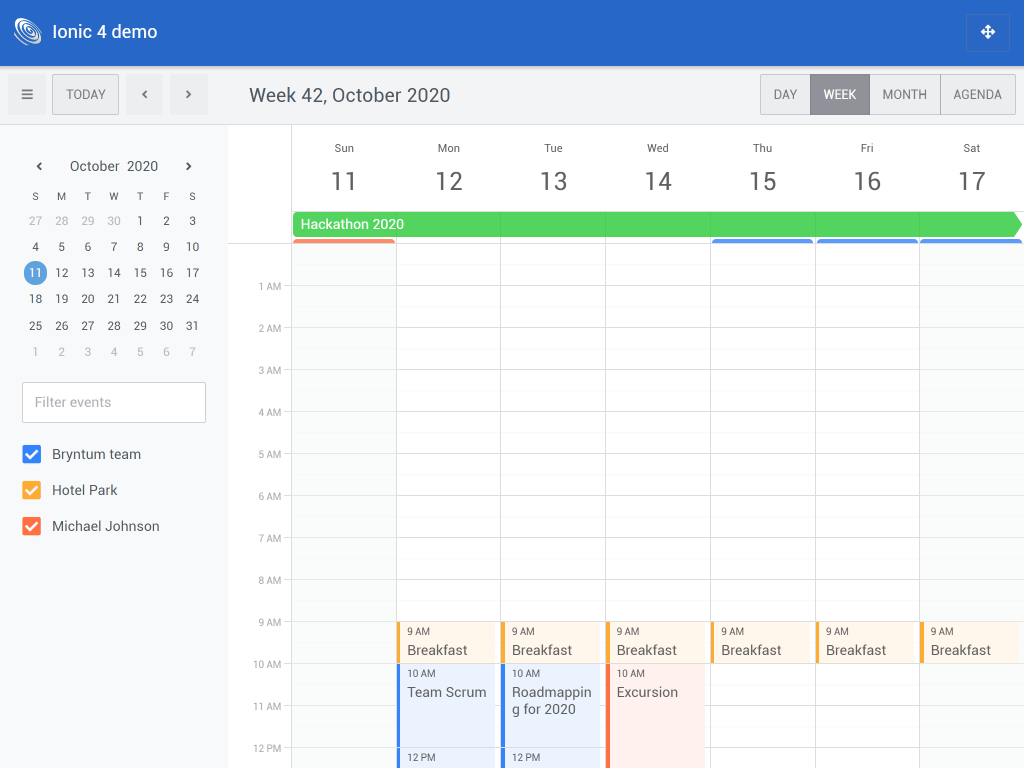 Ionic 4 demo
TODAY
Week 42, October 2020
DAY WEEK MONTH AGENDA
October 2020
S M T W T F S
27 28 29 30 1 2 3
4 5 6 7 8 9 10
11 12 13 14 15 16 17
18 19 20 21 22 23 24
25 26 27 28 29 30 31
1 2 3 4 5 6 7
Filter events
Bryntum team
Hotel Park
Michael Johnson
Sun Mon Tue Wed Thu Fri Sat
11 12 13 14 15 16 17
Hackathon 2020
1 AM
2 AM
3 AM
4 AM
5 AM
6 AM
7 AM
8 AM
9 AM
10 AM
11 AM
12 PM
9 AM
Breakfast
10 AM
Team Scrum
12 PM
9 AM
Breakfast
10 AM
Roadmappin
g for 2020
12 PM
9 AM
Breakfast
10 AM
Excursion
9 AM
Breakfast
9 AM
Breakfast
9 AM
Breakfast